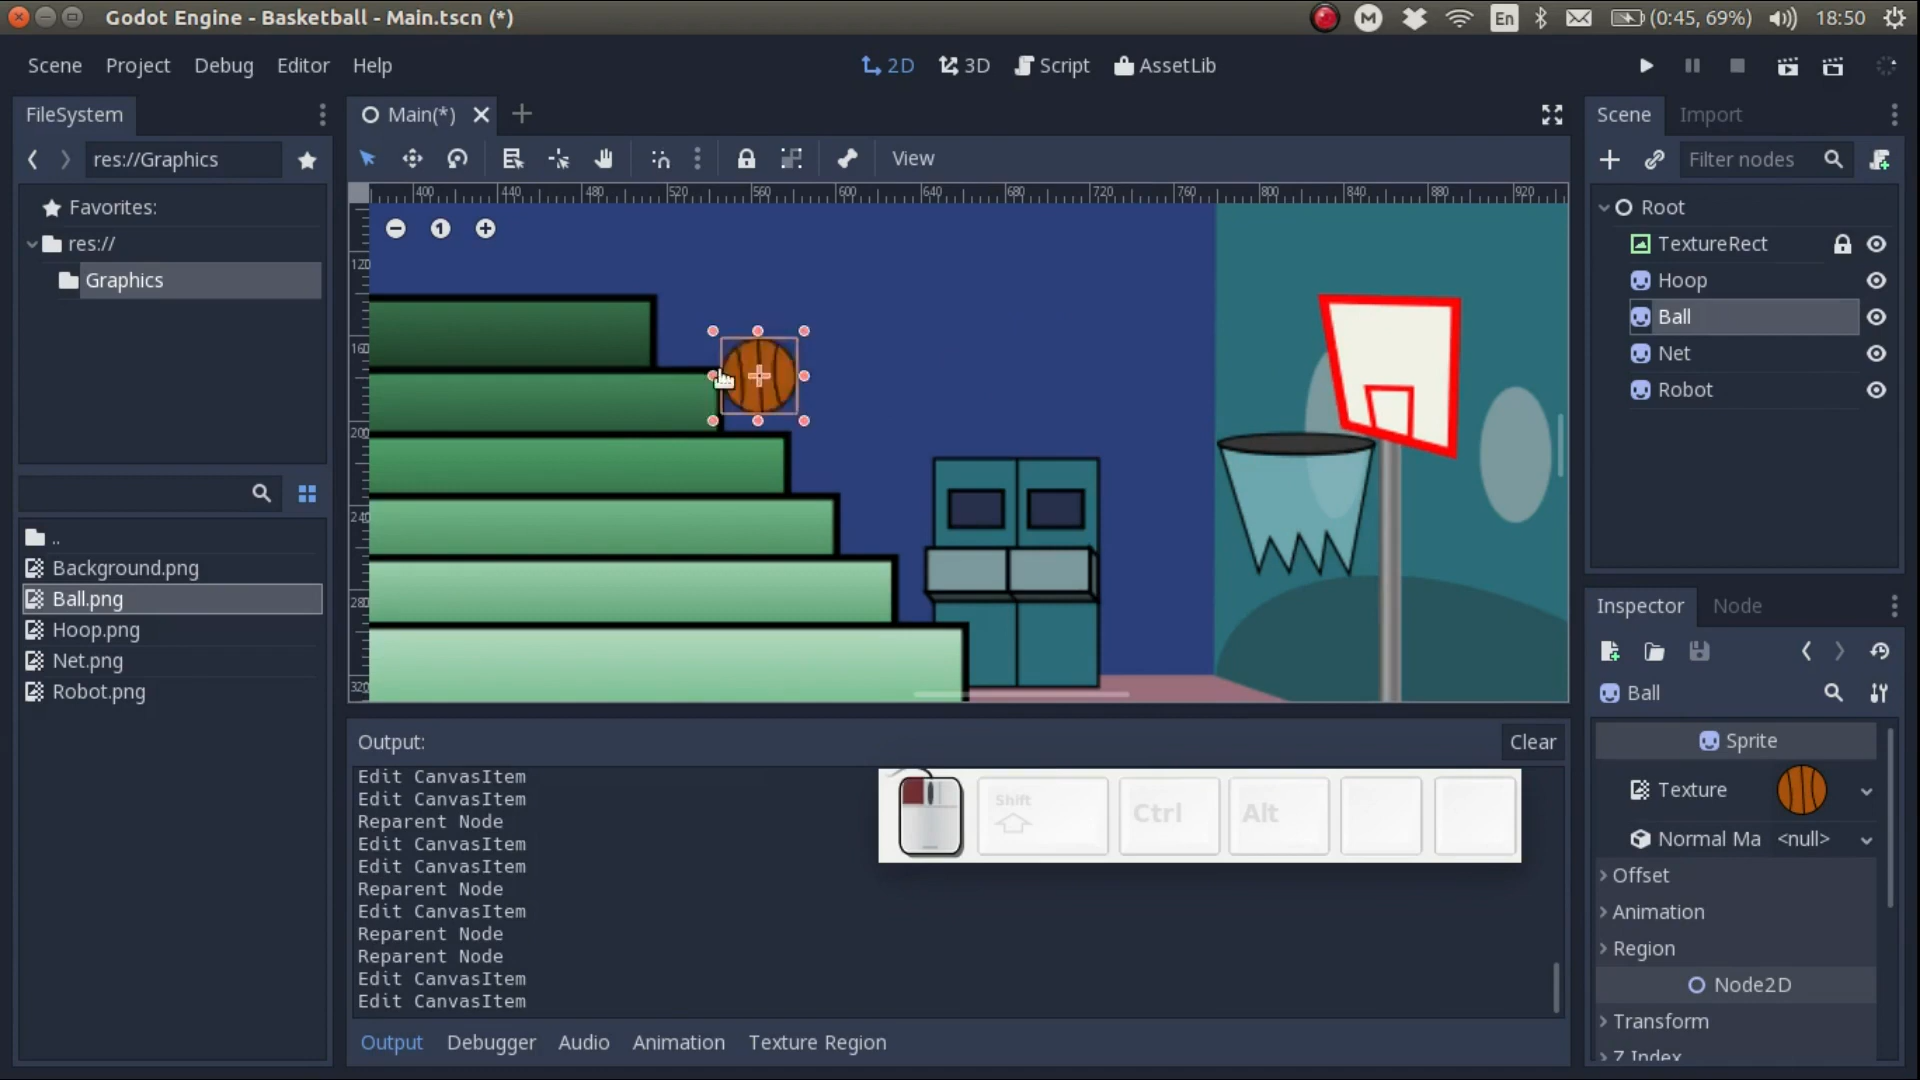 Godot Engine - Basketball - Main.tscn (*)
M En (0:45, 69%) 18:50
Scene Project Debug Editor Help
2D 3D Script AssetLib
FileSystem
Main(*)
Scene Import
res://Graphics
View
Filter nodes
400 440 480 520 560 600 640 680 720 760 800 840 880 920
Favorites:
res://
Graphics
1
120
160
200
240
280
320
Root
TextureRect
Hoop
Ball
Net
Robot
..
Background.png
Ball.png
Hoop.png
Net.png
Robot.png
Inspector Node
Ball
Sprite
Texture
Normal Ma <null>
Offset
Animation
Region
Node2D
Transform
Z Index
Output: Clear
Edit CanvasItem
Edit CanvasItem
Reparent Node
Edit CanvasItem
Edit CanvasItem
Reparent Node
Edit CanvasItem
Reparent Node
Reparent Node
Edit CanvasItem
Edit CanvasItem
Shift Ctrl Alt
Output Debugger Audio Animation Texture Region